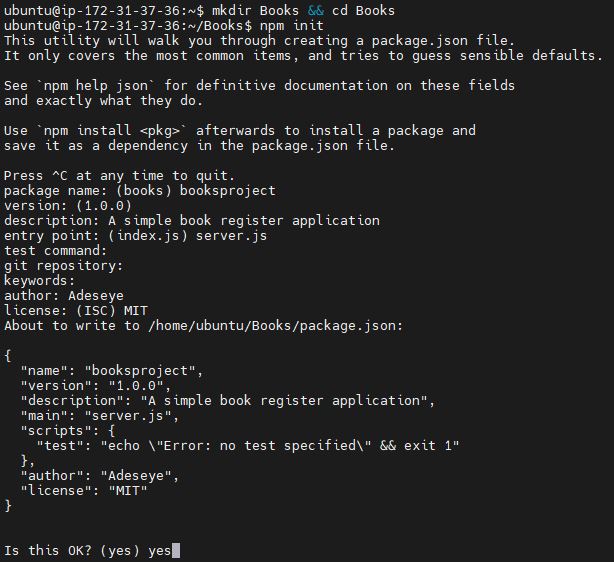 ubuntu@ip-172-31-37-36:~$ mkdir Books && cd Books
ubuntu@ip-172-31-37-36:~/Books$ npm init
This utility will walk you through creating a package.json file.
It only covers the most common items, and tries to guess sensible defaults.

See `npm help json` for definitive documentation on these fields
and exactly what they do.

Use `npm install <pkg>` afterwards to install a package and
save it as a dependency in the package.json file.

Press ^C at any time to quit.
package name: (books) booksproject
version: (1.0.0)
description: A simple book register application
entry point: (index.js) server.js
test command:
git repository:
keywords:
author: Adeseye
license: (ISC) MIT
About to write to /home/ubuntu/Books/package.json:

{
  "name": "booksproject",
  "version": "1.0.0",
  "description": "A simple book register application",
  "main": "server.js",
  "scripts": {
    "test": "echo \"Error: no test specified\" && exit 1"
  },
  "author": "Adeseye",
  "license": "MIT"
}

Is this OK? (yes) yes